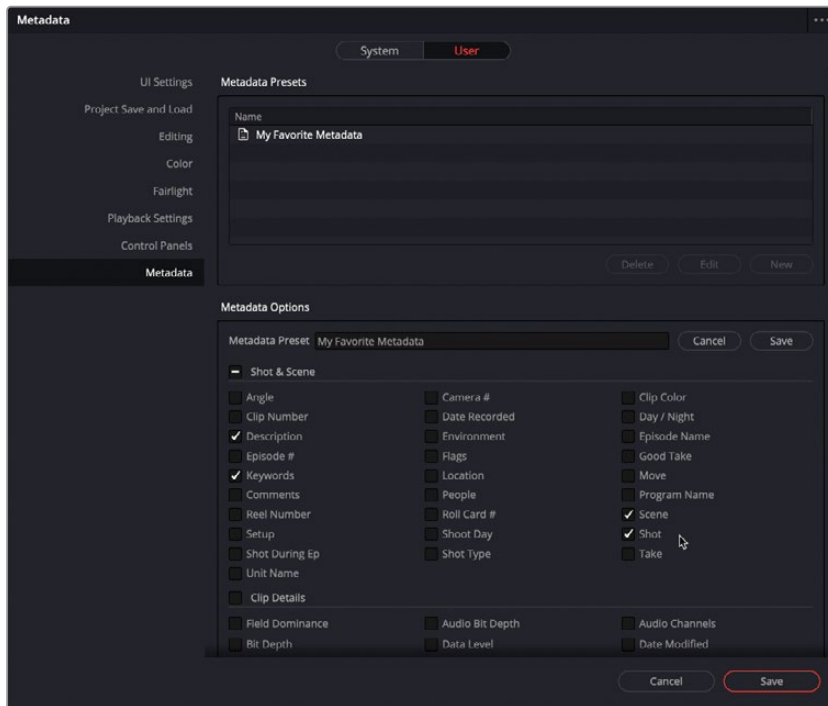 Metadata
System User
UI Settings
Project Save and Load
Editing
Color
Fairlight
Playback Settings
Control Panels
Metadata
Metadata Presets
Name
My Favorite Metadata
Delete Edit New
Metadata Options
Metadata Preset My Favorite Metadata Cancel Save
Shot & Scene
Angle Camera # Clip Color
Clip Number Date Recorded Day / Night
Description Environment Episode Name
Episode # Flags Good Take
Keywords Location Move
Comments People Program Name
Reel Number Roll Card # Scene
Setup Shoot Day Shot
Shot During Ep Shot Type Take
Unit Name
Clip Details
Field Dominance Audio Bit Depth Audio Channels
Bit Depth Data Level Date Modified
Cancel Save